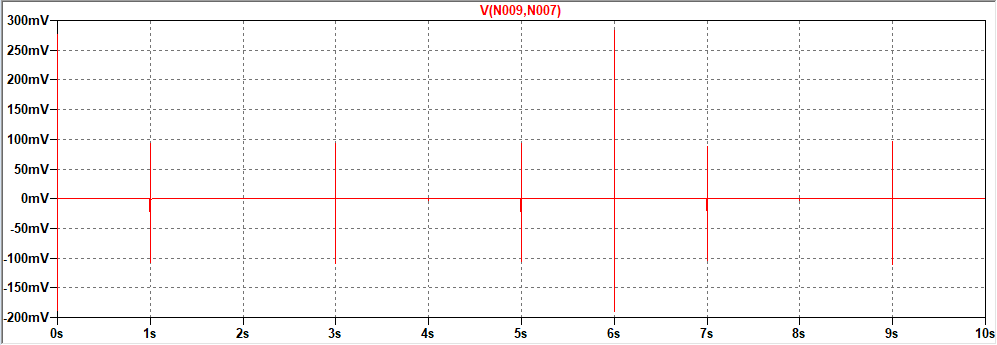 V(N009,N007)
300mV
250mV
200mV
150mV
100mV
50mV
0mV
-50mV
-100mV
-150mV
-200mV
0s 1s 2s 3s 4s 5s 6s 7s 8s 9s 10s